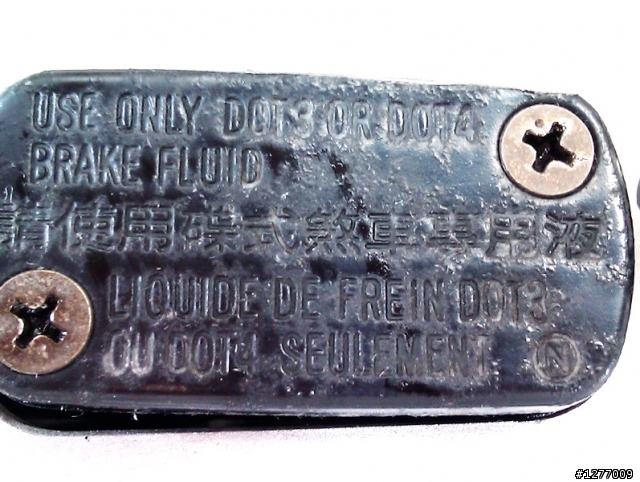 USE ONLY DOT3 OR DOT4
BRAKE FLUID
請使用碟式煞車專用液
LIQUIDE DE FREIN DOT3
OU DOT4 SEULEMENT N
#1277009